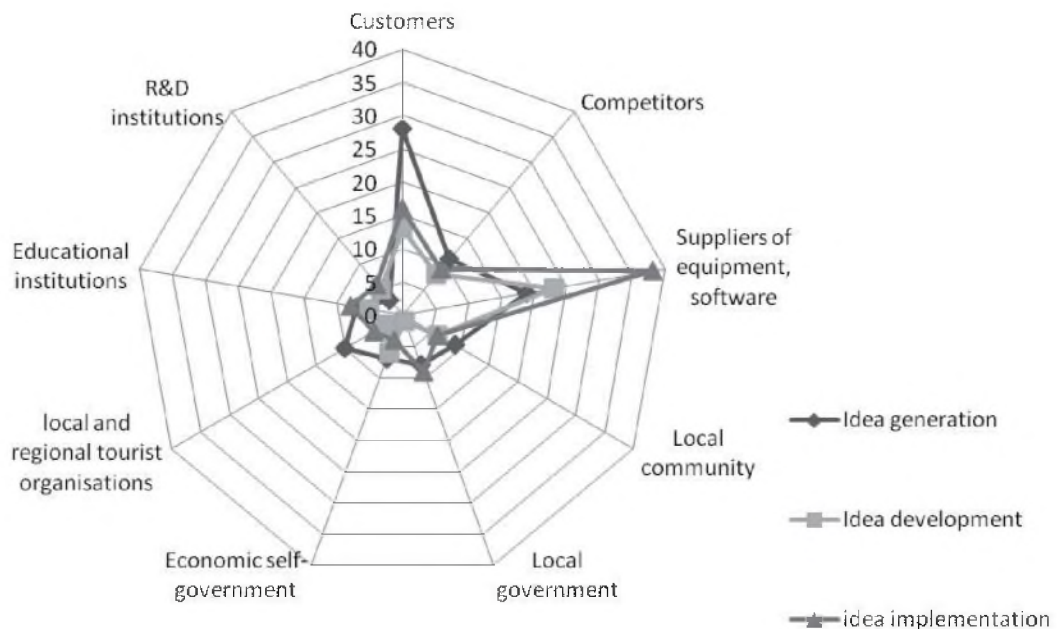 Customers
40
35
30
25
20
15
10
5
0
Competitors
Suppliers of
equipment,
software
Local
community
Local
government
Economic self-
government
local and
regional tourist
organisations
Educational
institutions
R&D
institutions
Idea generation
Idea development
idea implementation